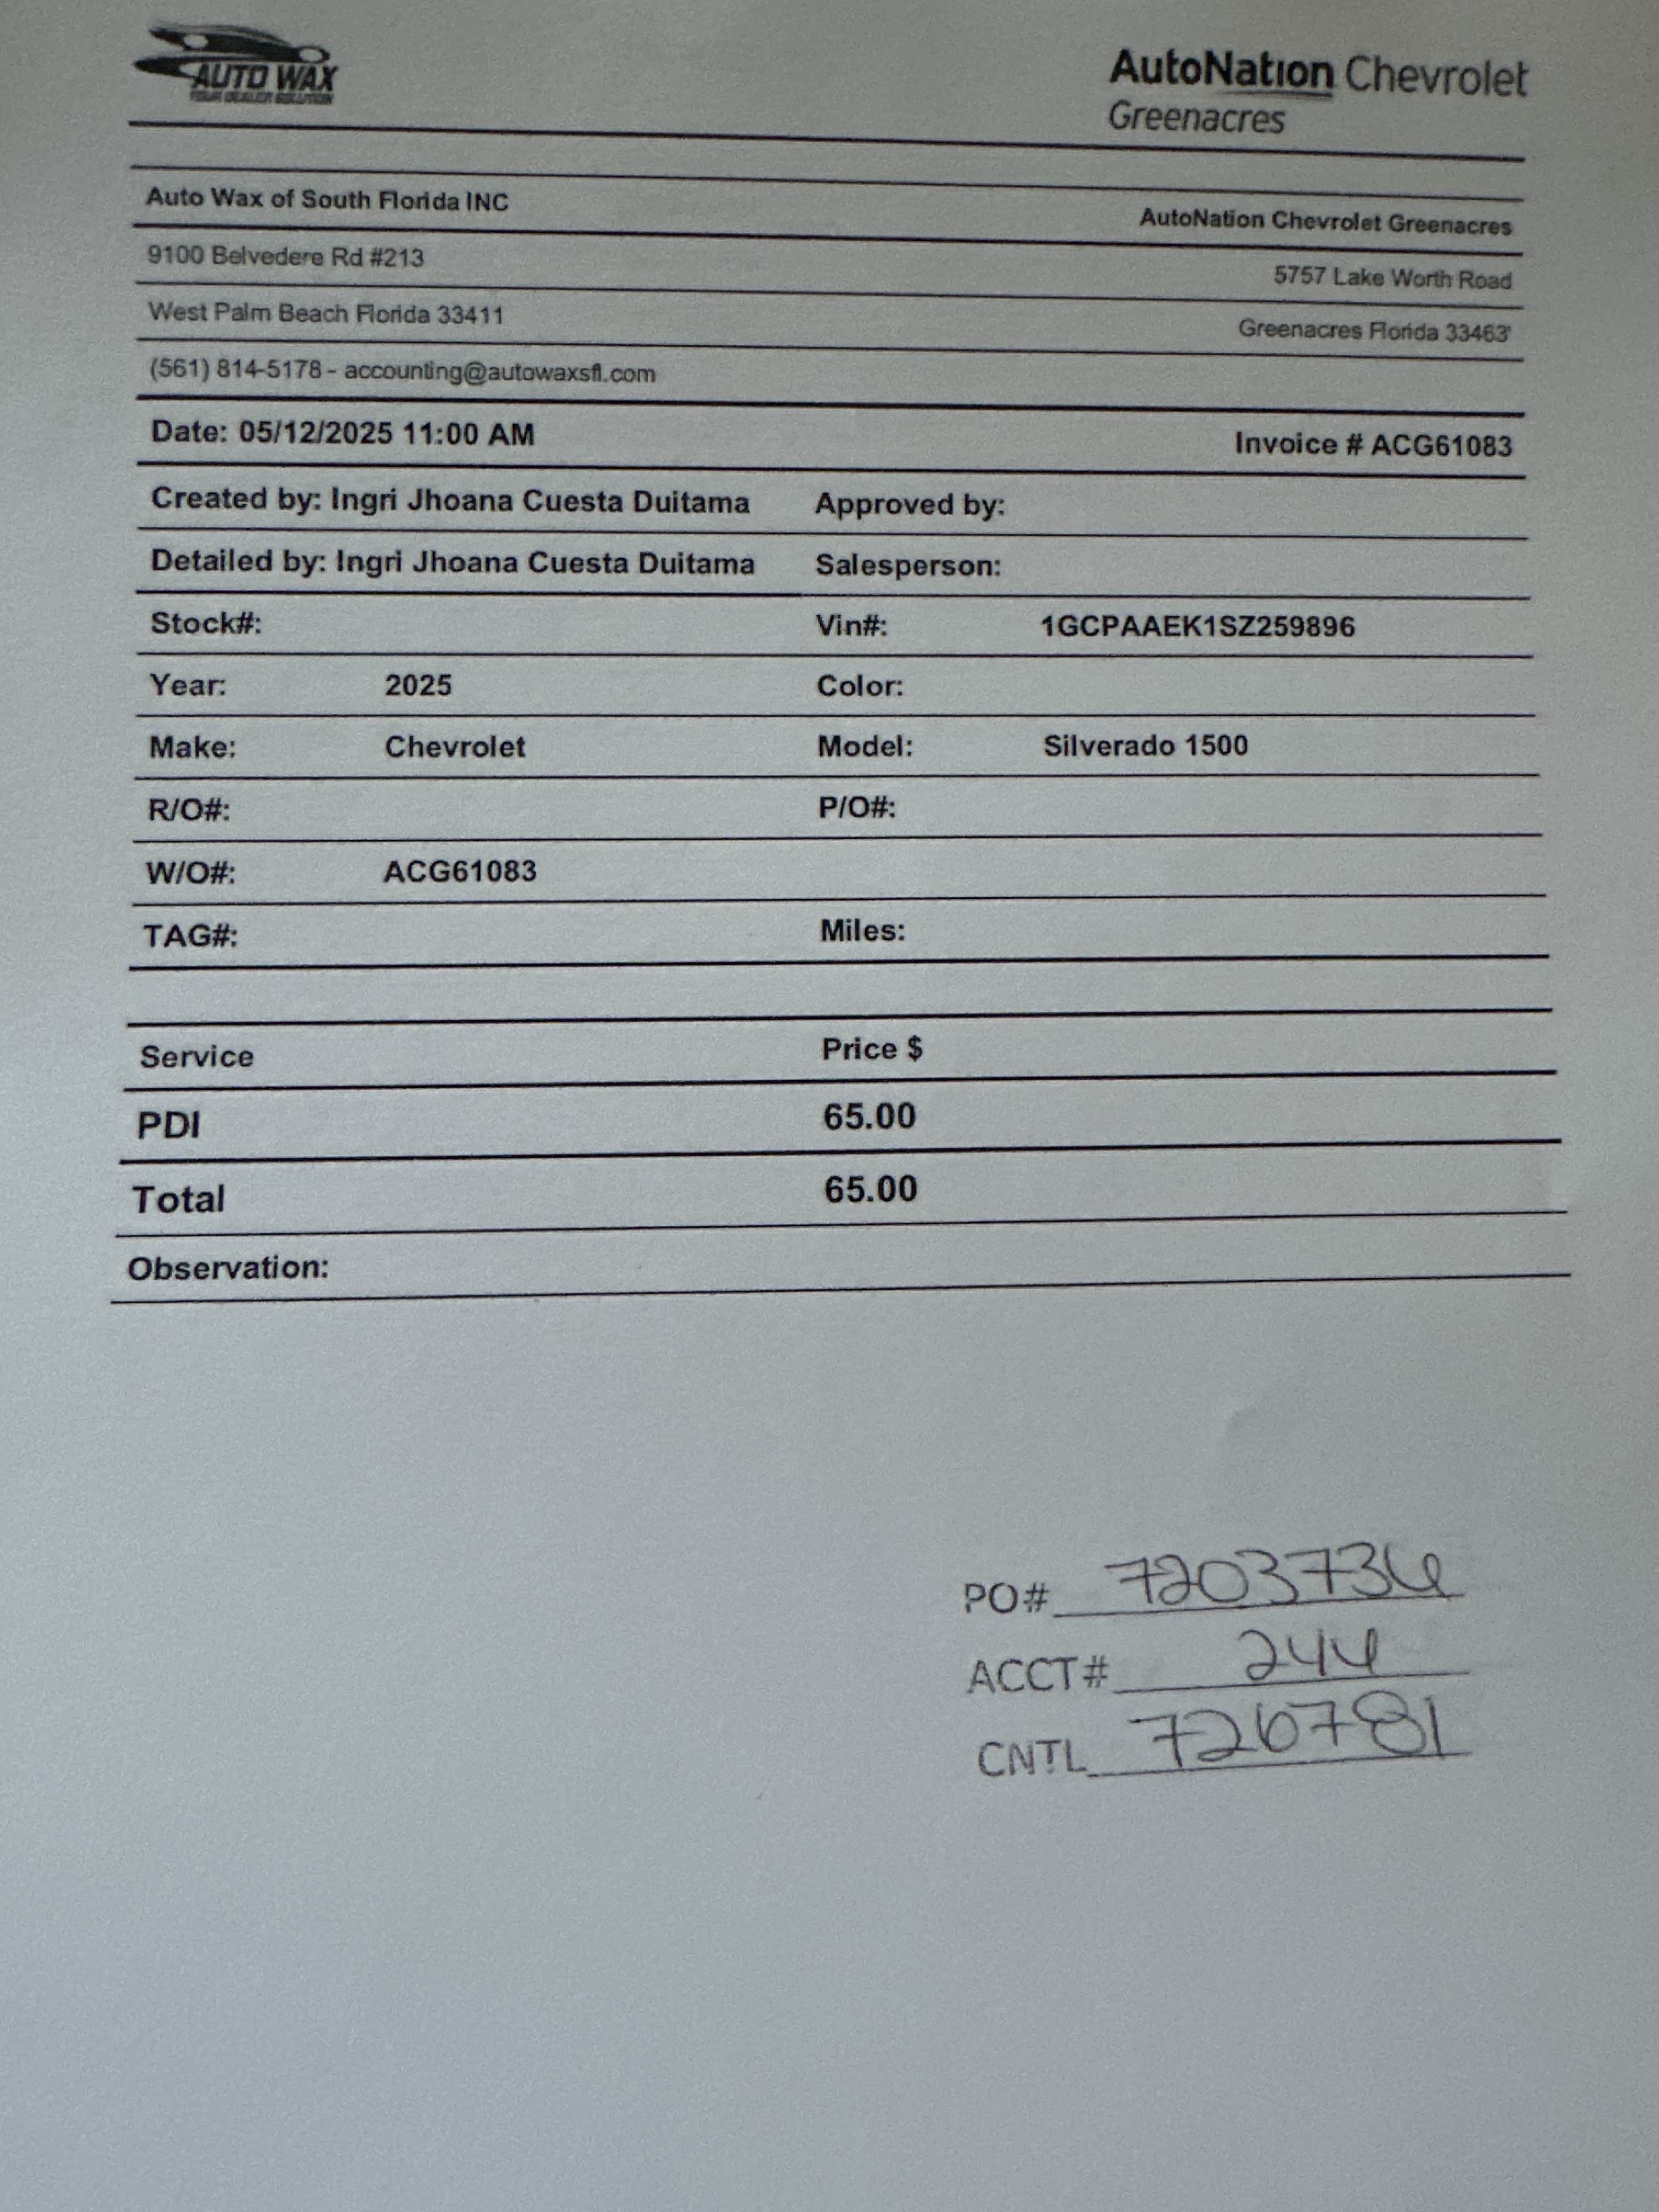 AUTO WAX
YOUR DEALER SOLUTION
AutoNation Chevrolet
Greenacres
Auto Wax of South Florida INC
AutoNation Chevrolet Greenacres
9100 Belvedere Rd #213
5757 Lake Worth Road
West Palm Beach Florida 33411
Greenacres Florida 33463
(561) 814-5178 - accounting@autowaxsfl.com
Date: 05/12/2025 11:00 AM Invoice # ACG61083
Created by: Ingri Jhoana Cuesta Duitama Approved by:
Detailed by: Ingri Jhoana Cuesta Duitama Salesperson:
Stock#: Vin#: 1GCPAAEK1SZ259896
Year: 2025 Color:
Make: Chevrolet Model: Silverado 1500
R/O#: P/O#:
W/O#: ACG61083
TAG#: Miles:
Service Price $
PDI 65.00
Total 65.00
Observation:
PO# 7203736
ACCT# 244
CNTL 726781